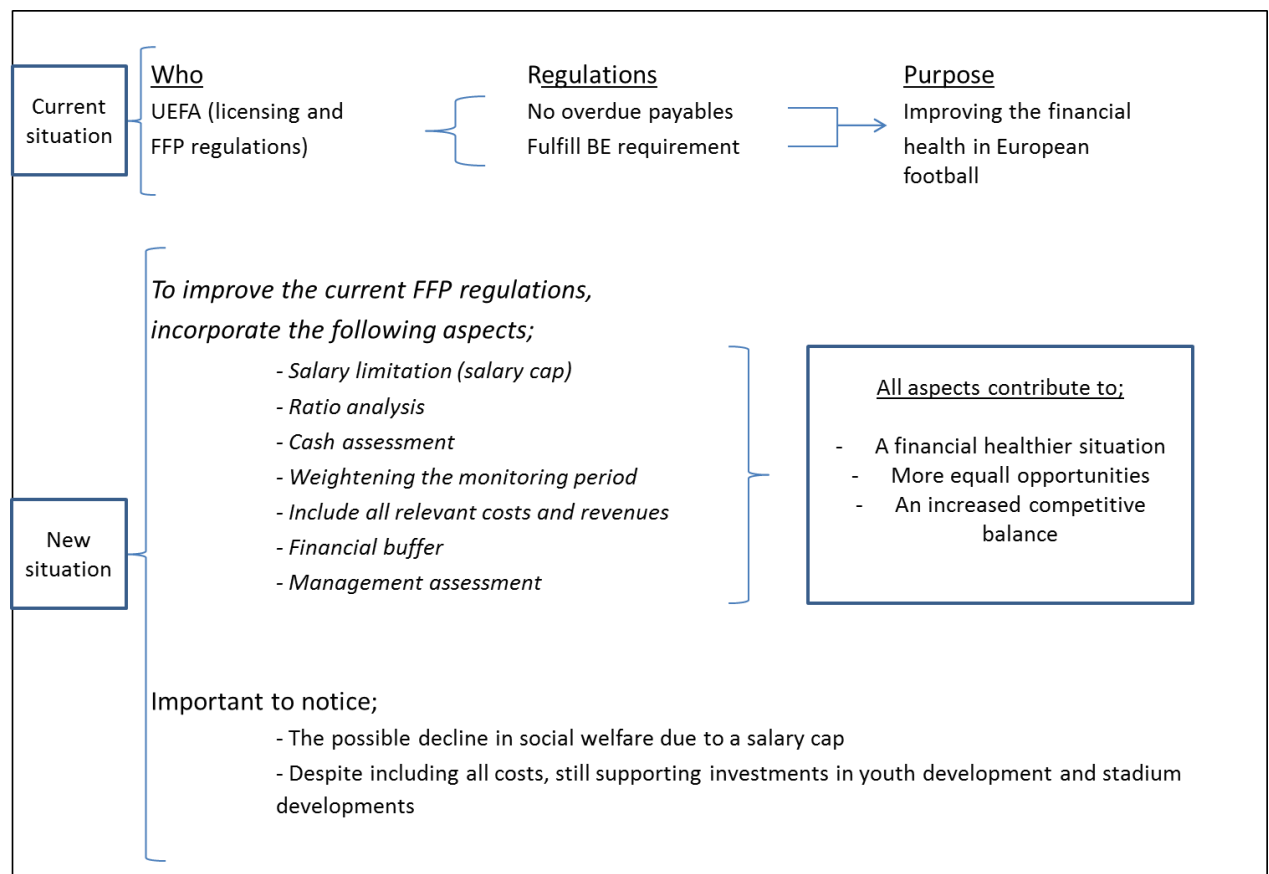 Current
situation
Who
UEFA (licensing and
FFP regulations)
Regulations
No overdue payables
Fulfill BE requirement
Purpose
Improving the financial
health in European
football
New
situation
To improve the current FFP regulations,
incorporate the following aspects;
- Salary limitation (salary cap)
- Ratio analysis
- Cash assessment
- Weightening the monitoring period
- Include all relevant costs and revenues
- Financial buffer
- Management assessment
All aspects contribute to;
- A financial healthier situation
- More equall opportunities
- An increased competitive
balance
Important to notice;
- The possible decline in social welfare due to a salary cap
- Despite including all costs, still supporting investments in youth development and stadium
developments